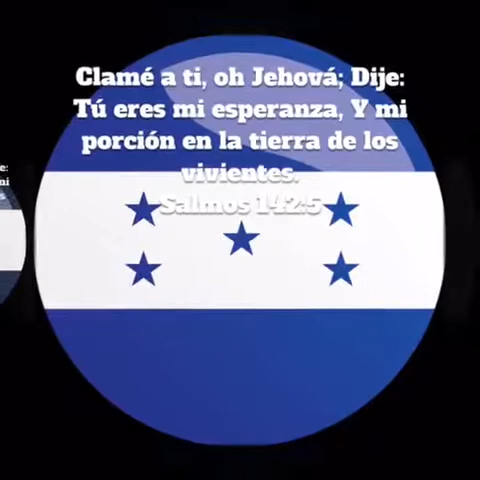 Clamé a ti, oh Jehová; Dije:
Tú eres mi esperanza, Y mi
porción en la tierra de los
vivientes.
Salmos 142:5